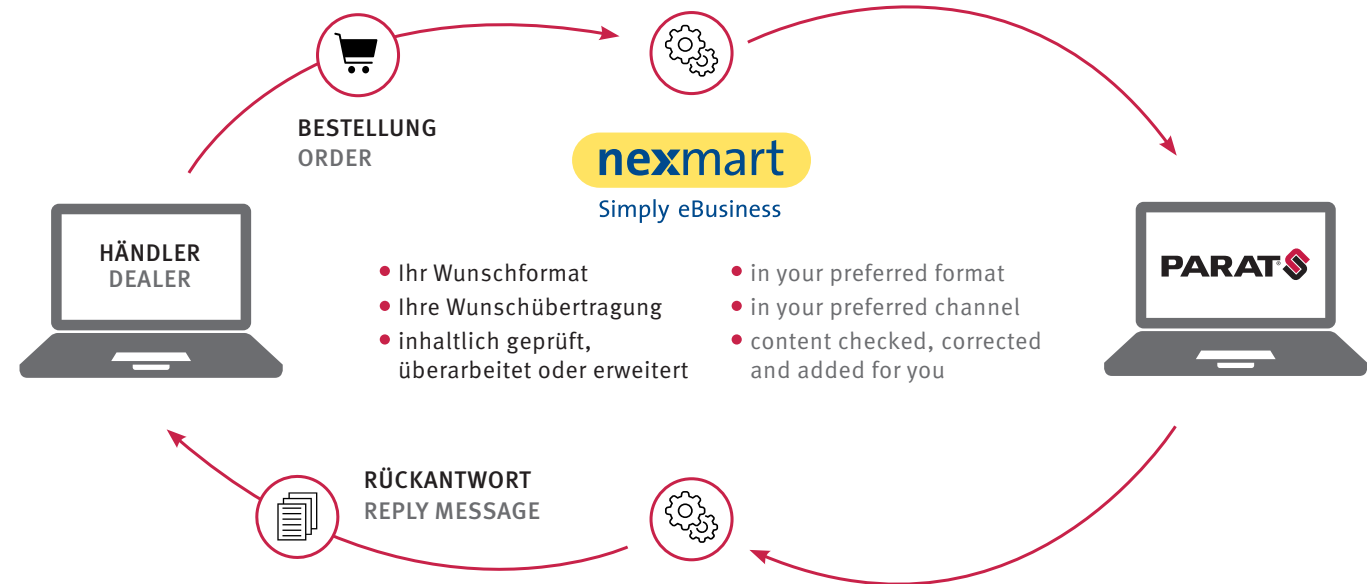 BESTELLUNG
ORDER
nexmart
Simply eBusiness
HÄNDLER
DEALER
• Ihr Wunschformat
• Ihre Wunschübertragung
• inhaltlich geprüft,
überarbeitet oder erweitert
• in your preferred format
• in your preferred channel
• content checked, corrected
and added for you
PARAT®
RÜCKANTWORT
REPLY MESSAGE